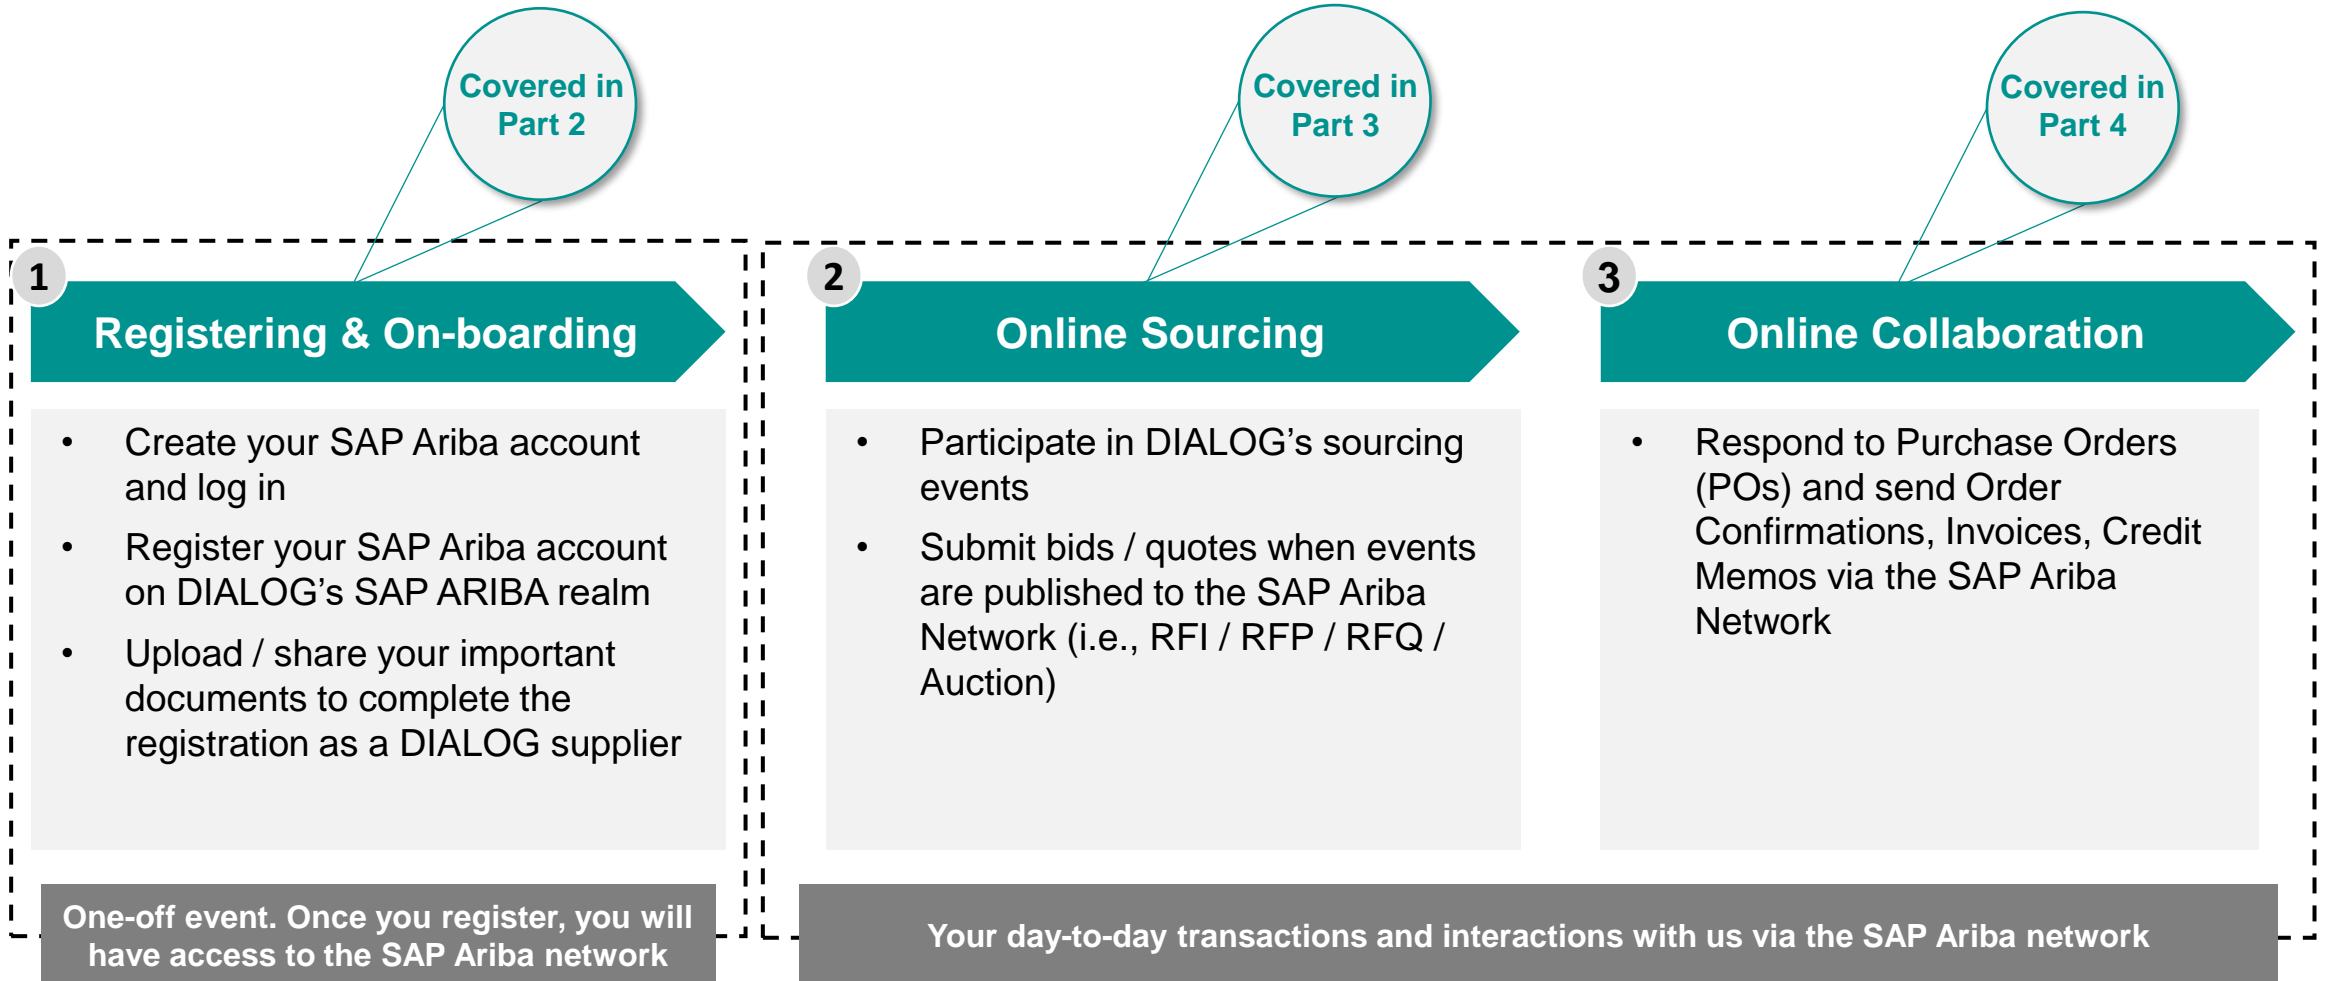 Covered in
Part 2
Covered in
Part 3
Covered in
Part 4
1
Registering & On-boarding
• Create your SAP Ariba account
and log in
• Register your SAP Ariba account
on DIALOG’s SAP ARIBA realm
• Upload / share your important
documents to complete the
registration as a DIALOG supplier
One-off event. Once you register, you will
have access to the SAP Ariba network
2
Online Sourcing
• Participate in DIALOG’s sourcing
events
• Submit bids / quotes when events
are published to the SAP Ariba
Network (i.e., RFI / RFP / RFQ /
Auction)
3
Online Collaboration
• Respond to Purchase Orders
(POs) and send Order
Confirmations, Invoices, Credit
Memos via the SAP Ariba
Network
Your day-to-day transactions and interactions with us via the SAP Ariba network